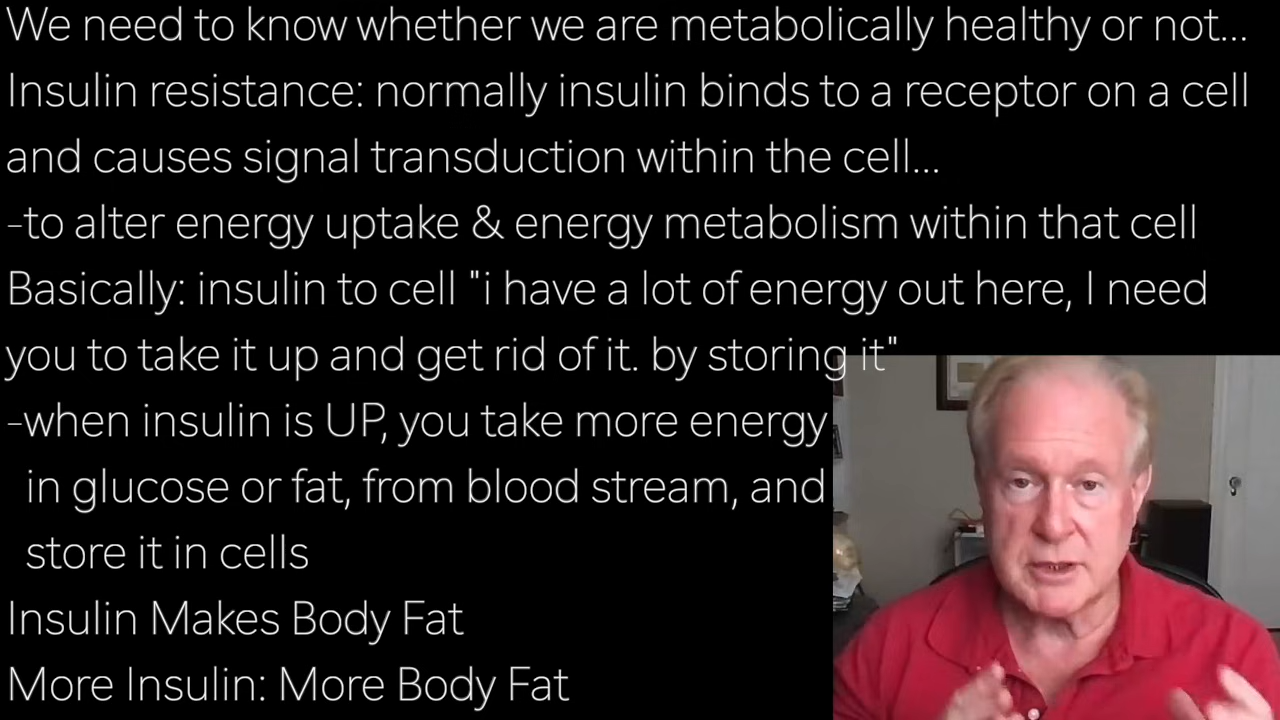 We need to know whether we are metabolically healthy or not...
Insulin resistance: normally insulin binds to a receptor on a cell
and causes signal transduction within the cell...
-to alter energy uptake & energy metabolism within that cell
Basically: insulin to cell "i have a lot of energy out here, I need
you to take it up and get rid of it. by storing it"
-when insulin is UP, you take more energy
in glucose or fat, from blood stream, and
store it in cells
Insulin Makes Body Fat
More Insulin: More Body Fat